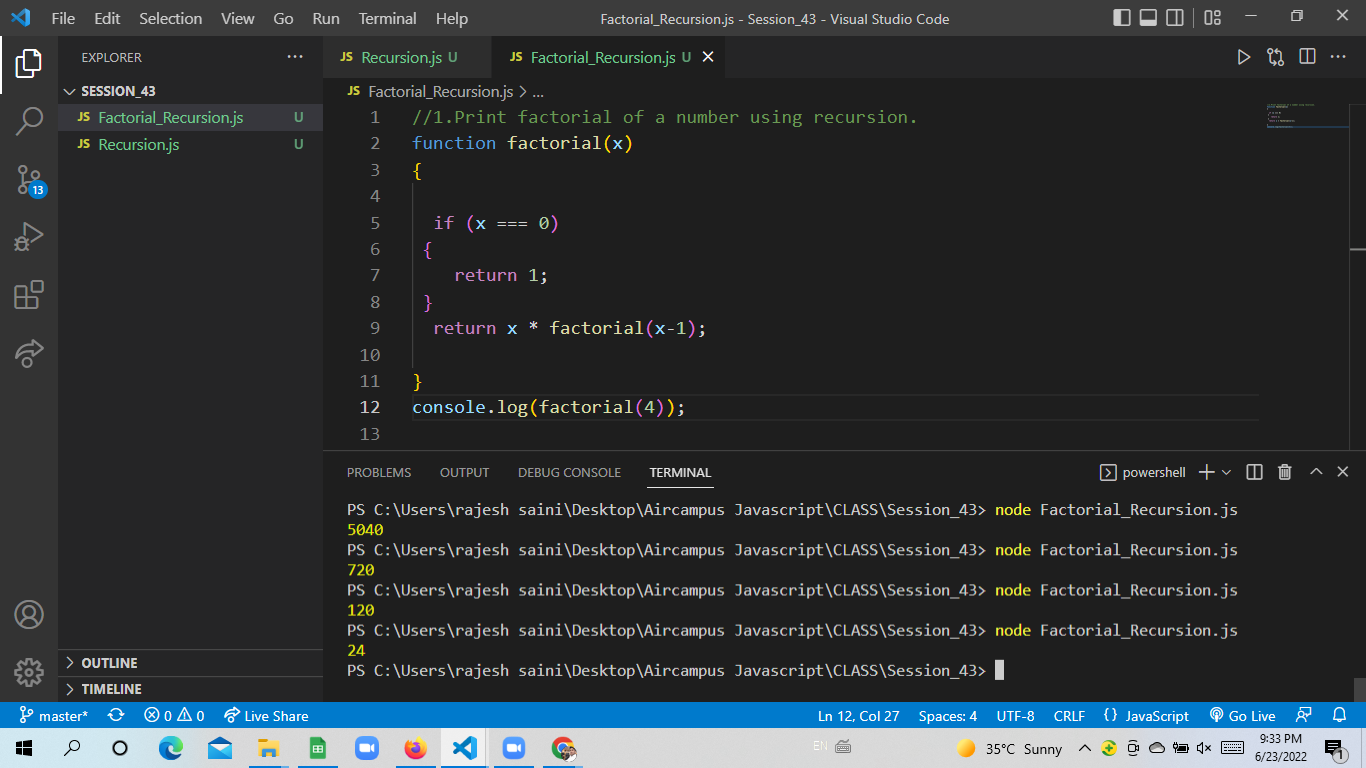 File Edit Selection View Go Run Terminal Help Factorial_Recursion.js - Session_43 - Visual Studio Code
EXPLORER
SESSION_43
JS Factorial_Recursion.js U
JS Recursion.js U
13
OUTLINE
TIMELINE
JS Recursion.js U JS Factorial_Recursion.js U
JS Factorial_Recursion.js > ...
1 //1.Print factorial of a number using recursion.
2 function factorial(x)
3 {
4
5 if (x === 0)
6 {
7 return 1;
8 }
9 return x * factorial(x-1);
10
11 }
12 console.log(factorial(4));
13
PROBLEMS OUTPUT DEBUG CONSOLE TERMINAL powershell
PS C:\Users\rajesh saini\Desktop\Aircampus Javascript\CLASS\Session_43> node Factorial_Recursion.js
5040
PS C:\Users\rajesh saini\Desktop\Aircampus Javascript\CLASS\Session_43> node Factorial_Recursion.js
720
PS C:\Users\rajesh saini\Desktop\Aircampus Javascript\CLASS\Session_43> node Factorial_Recursion.js
120
PS C:\Users\rajesh saini\Desktop\Aircampus Javascript\CLASS\Session_43> node Factorial_Recursion.js
24
PS C:\Users\rajesh saini\Desktop\Aircampus Javascript\CLASS\Session_43>
master* 0 0 Live Share Ln 12, Col 27 Spaces: 4 UTF-8 CRLF {} JavaScript Go Live
EN 35°C Sunny 9:33 PM
6/23/2022 1